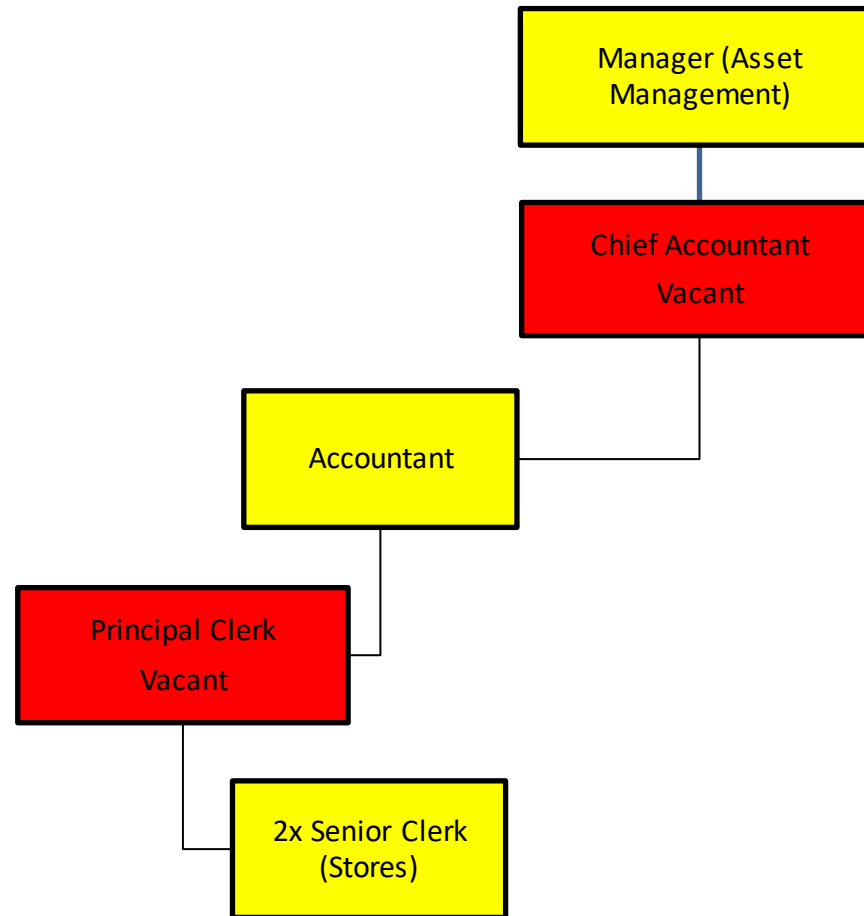 Manager (Asset
Management)
Chief Accountant
Vacant
Accountant
Principal Clerk
Vacant
2x Senior Clerk
(Stores)